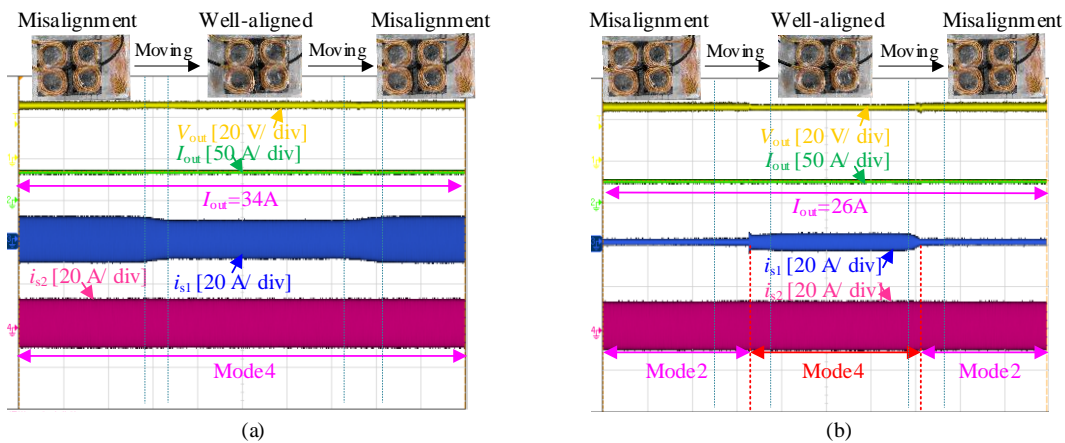 Misalignment Well-aligned Misalignment
Moving Moving
Vout [20 V/ div]
Iout [50 A/ div]
Iout=34A
is2 [20 A/ div]
is1 [20 A/ div]
Mode4
(a)
Misalignment Well-aligned Misalignment
Moving Moving
Vout [20 V/ div]
Iout [50 A/ div]
Iout=26A
is1 [20 A/ div]
is2 [20 A/ div]
Mode2 Mode4 Mode2
(b)